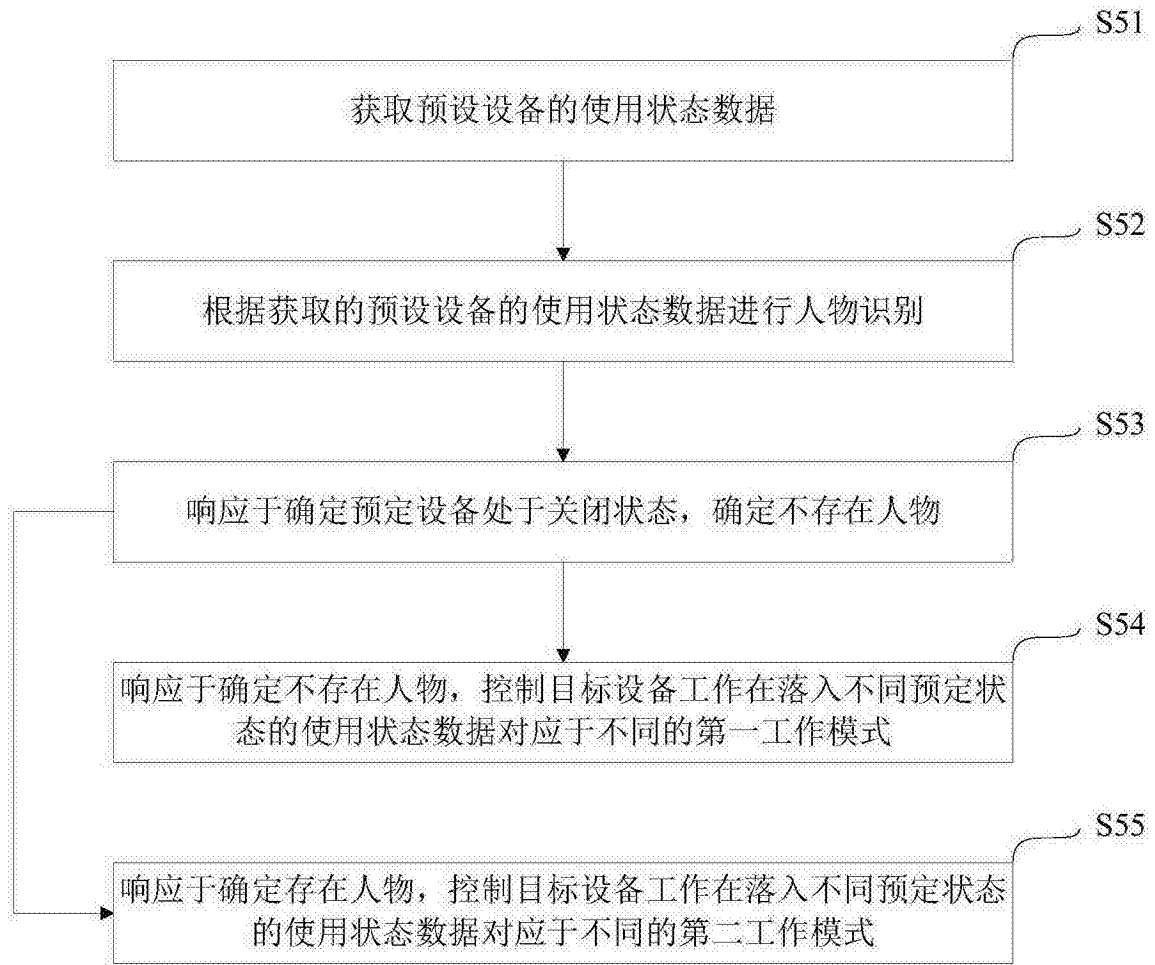 S51
获取预设设备的使用状态数据
S52
根据获取的预设设备的使用状态数据进行人物识别
S53
响应于确定预定设备处于关闭状态，确定不存在人物
S54
响应于确定不存在人物，控制目标设备工作在落入不同预定状
态的使用状态数据对应于不同的第一工作模式
S55
响应于确定存在人物，控制目标设备工作在落入不同预定状态
的使用状态数据对应于不同的第二工作模式